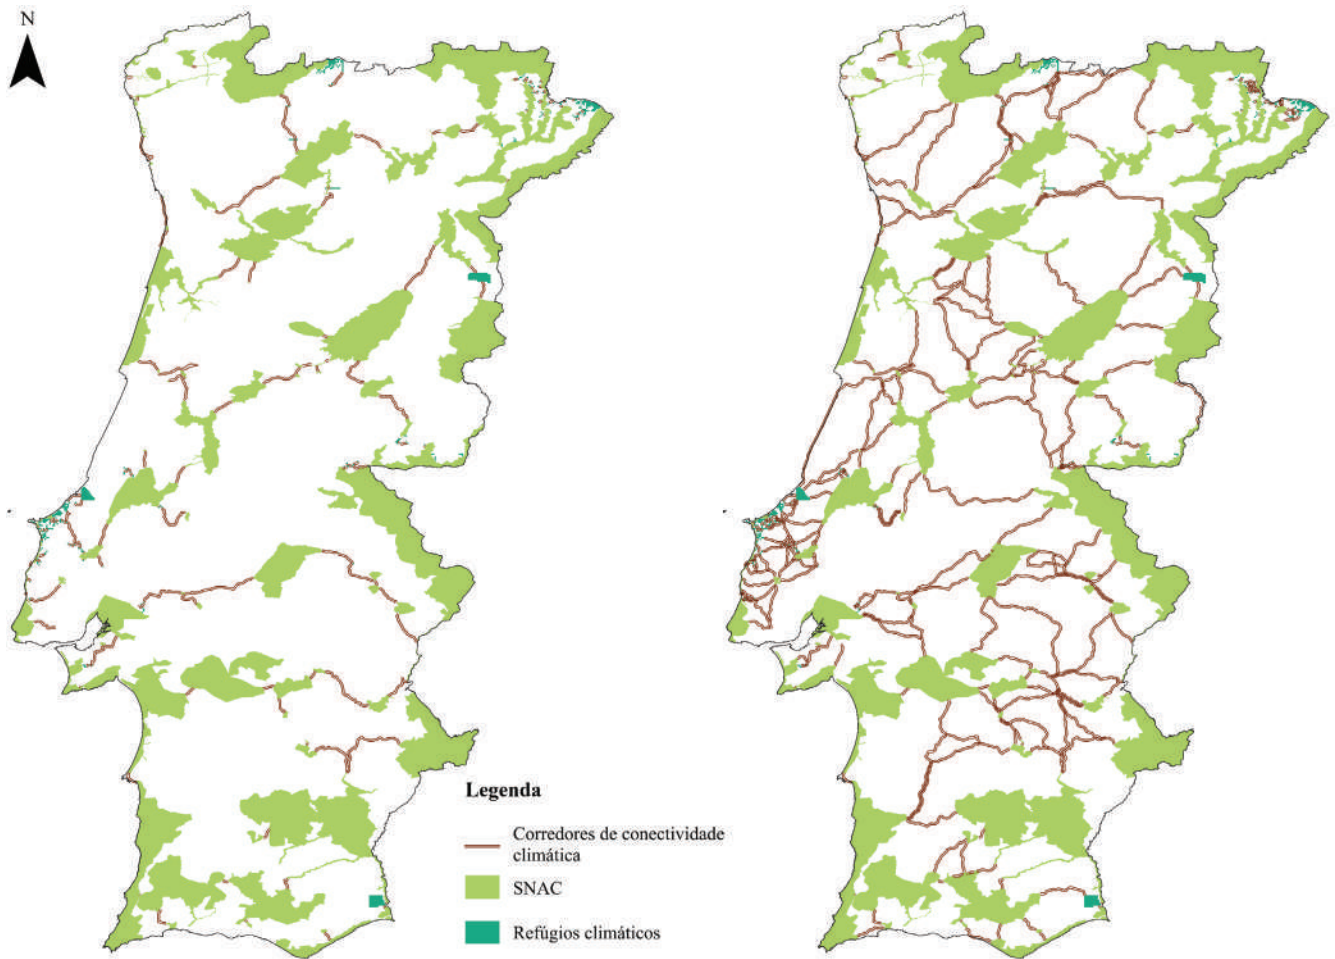 N
Legenda
Corredores de conectividade
climática
SNAC
Refúgios climáticos